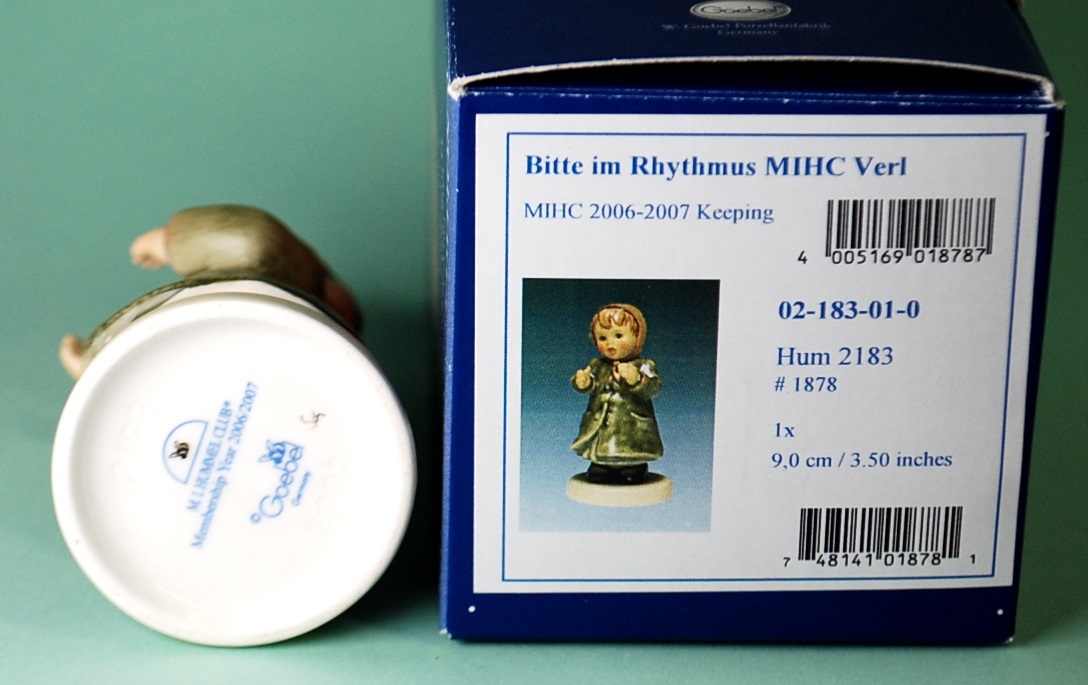 Goebel
W. Goebel Porzellanfabrik
Germany
Bitte im Rhythmus MIHC Verl
MIHC 2006-2007 Keeping
4 005169 018787
02-183-01-0
Hum 2183
# 1878
1x
9,0 cm / 3.50 inches
7 48141 01878 1
M.I.HUMMEL CLUB®
Membership Year 2006/2007
©Goebel
Germany